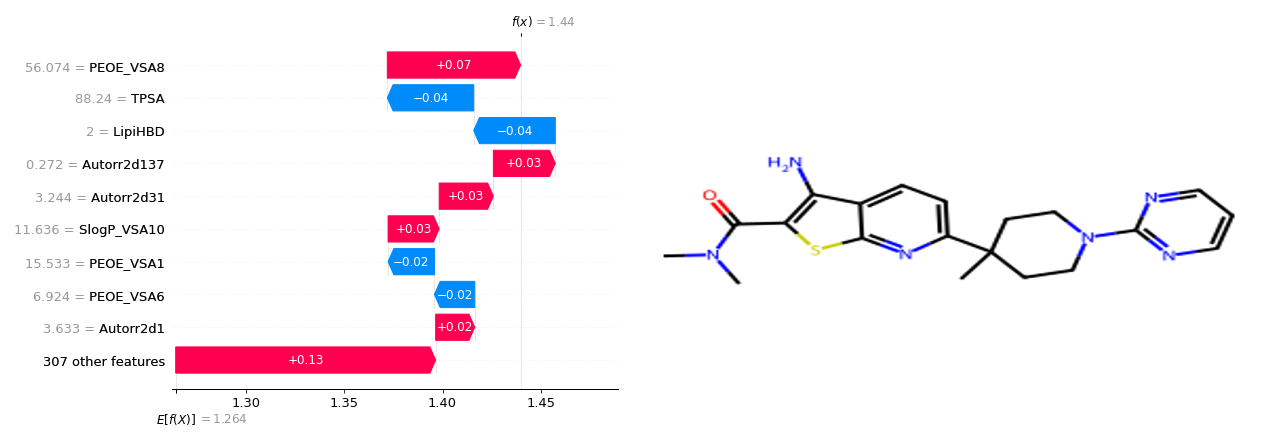 f(x) = 1.44
56.074 = PEOE_VSA8
+0.07
88.24 = TPSA
−0.04
2 = LipiHBD
−0.04
0.272 = Autorr2d137
+0.03
3.244 = Autorr2d31
+0.03
11.636 = SlogP_VSA10
+0.03
15.533 = PEOE_VSA1
−0.02
6.924 = PEOE_VSA6
−0.02
3.633 = Autorr2d1
+0.02
307 other features
+0.13
1.30 1.35 1.40 1.45
E[f(X)] = 1.264
H₂N
O
N
S
N
N
N
N